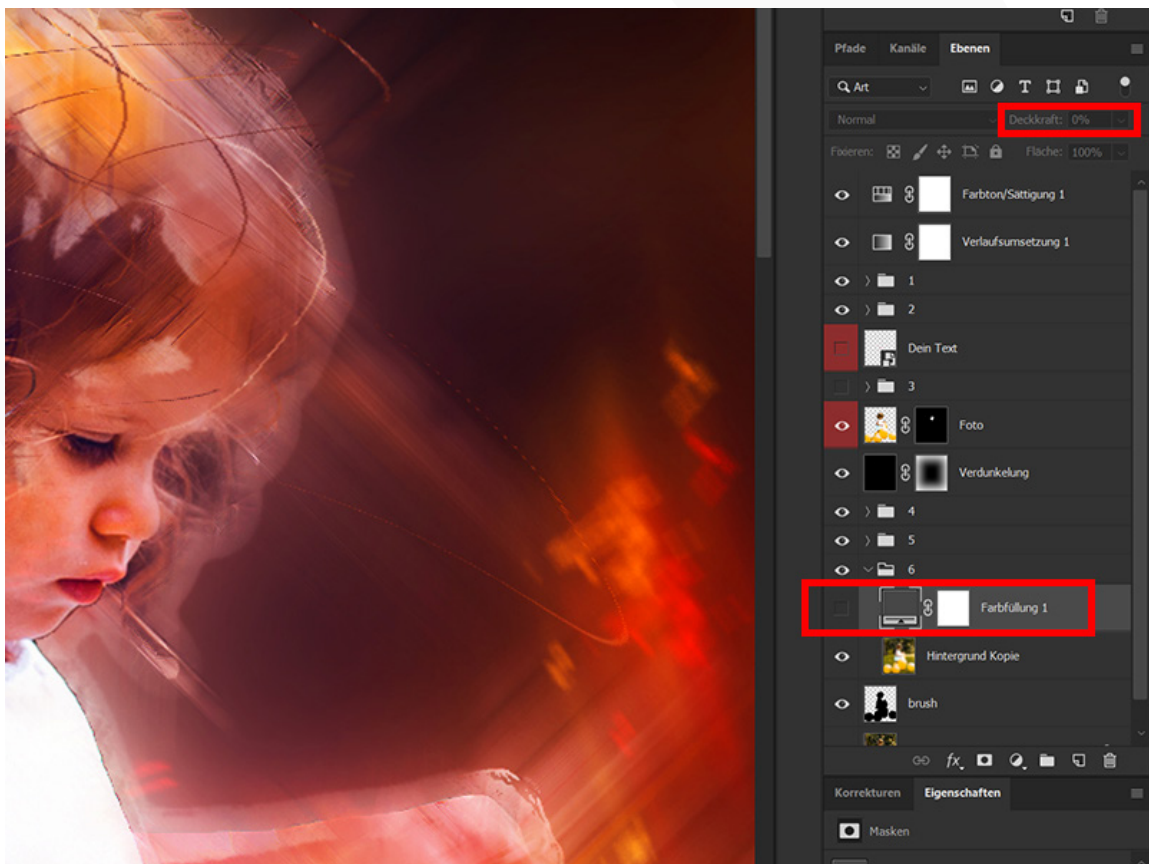 Pfade Kanäle Ebenen
Art
Normal Deckkraft: 0%
Fixieren: Fläche: 100%
Farbton/Sättigung 1
Verlaufsumsetzung 1
1
2
Dein Text
3
Foto
Verdunkelung
4
5
6
Farbfüllung 1
Hintergrund Kopie
brush
fx
Korrekturen Eigenschaften
Masken